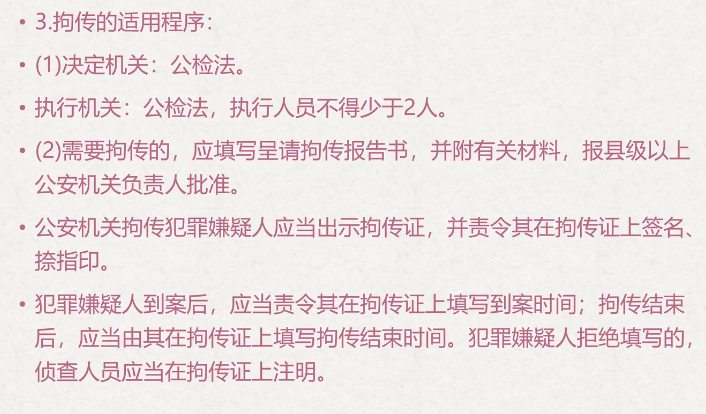 • 3.拘传的适用程序：
• (1)决定机关：公检法。
• 执行机关：公检法，执行人员不得少于2人。
• (2)需要拘传的，应填写呈请拘传报告书，并附有关材料，报县级以上
公安机关负责人批准。
• 公安机关拘传犯罪嫌疑人应当出示拘传证，并责令其在拘传证上签名、
捺指印。
• 犯罪嫌疑人到案后，应当责令其在拘传证上填写到案时间；拘传结束
后，应当由其在拘传证上填写拘传结束时间。犯罪嫌疑人拒绝填写的，
侦查人员应当在拘传证上注明。